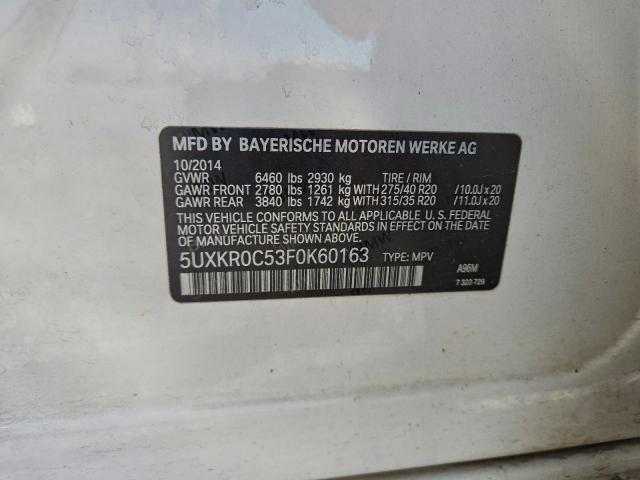 MFD BY BAYERISCHE MOTOREN WERKE AG
10/2014
GVWR 6460 lbs 2930 kg TIRE / RIM
GAWR FRONT 2780 lbs 1261 kg WITH 275/40 R20 /10.0J x 20
GAWR REAR 3840 lbs 1742 kg WITH 315/35 R20 /11.0J x 20
THIS VEHICLE CONFORMS TO ALL APPLICABLE U. S. FEDERAL
MOTOR VEHICLE SAFETY STANDARDS IN EFFECT ON THE
DATE OF MANUFACTURE SHOWN ABOVE.
5UXKR0C53F0K60163 TYPE: MPV
A96M
7 320 729